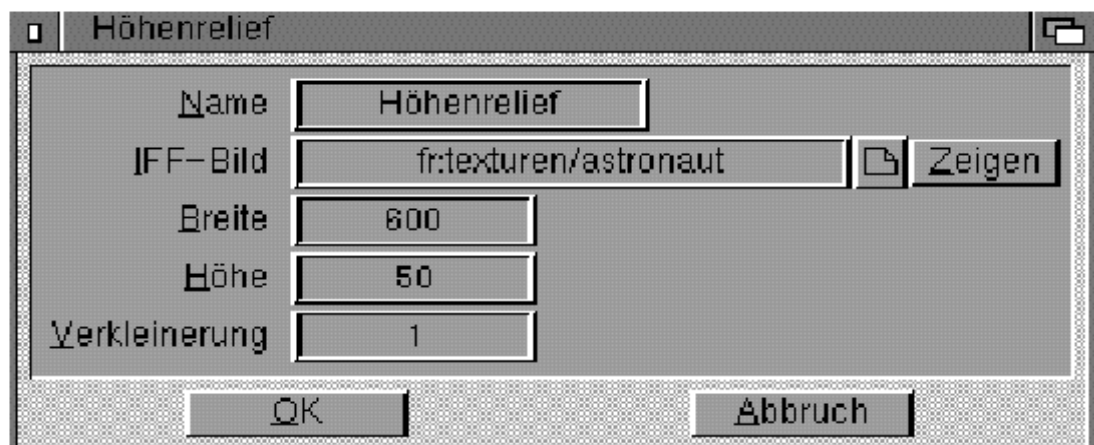 Höhenrelief
Name Höhenrelief
IFF-Bild fr:texturen/astronaut Zeigen
Breite 600
Höhe 50
Verkleinerung 1
OK Abbruch